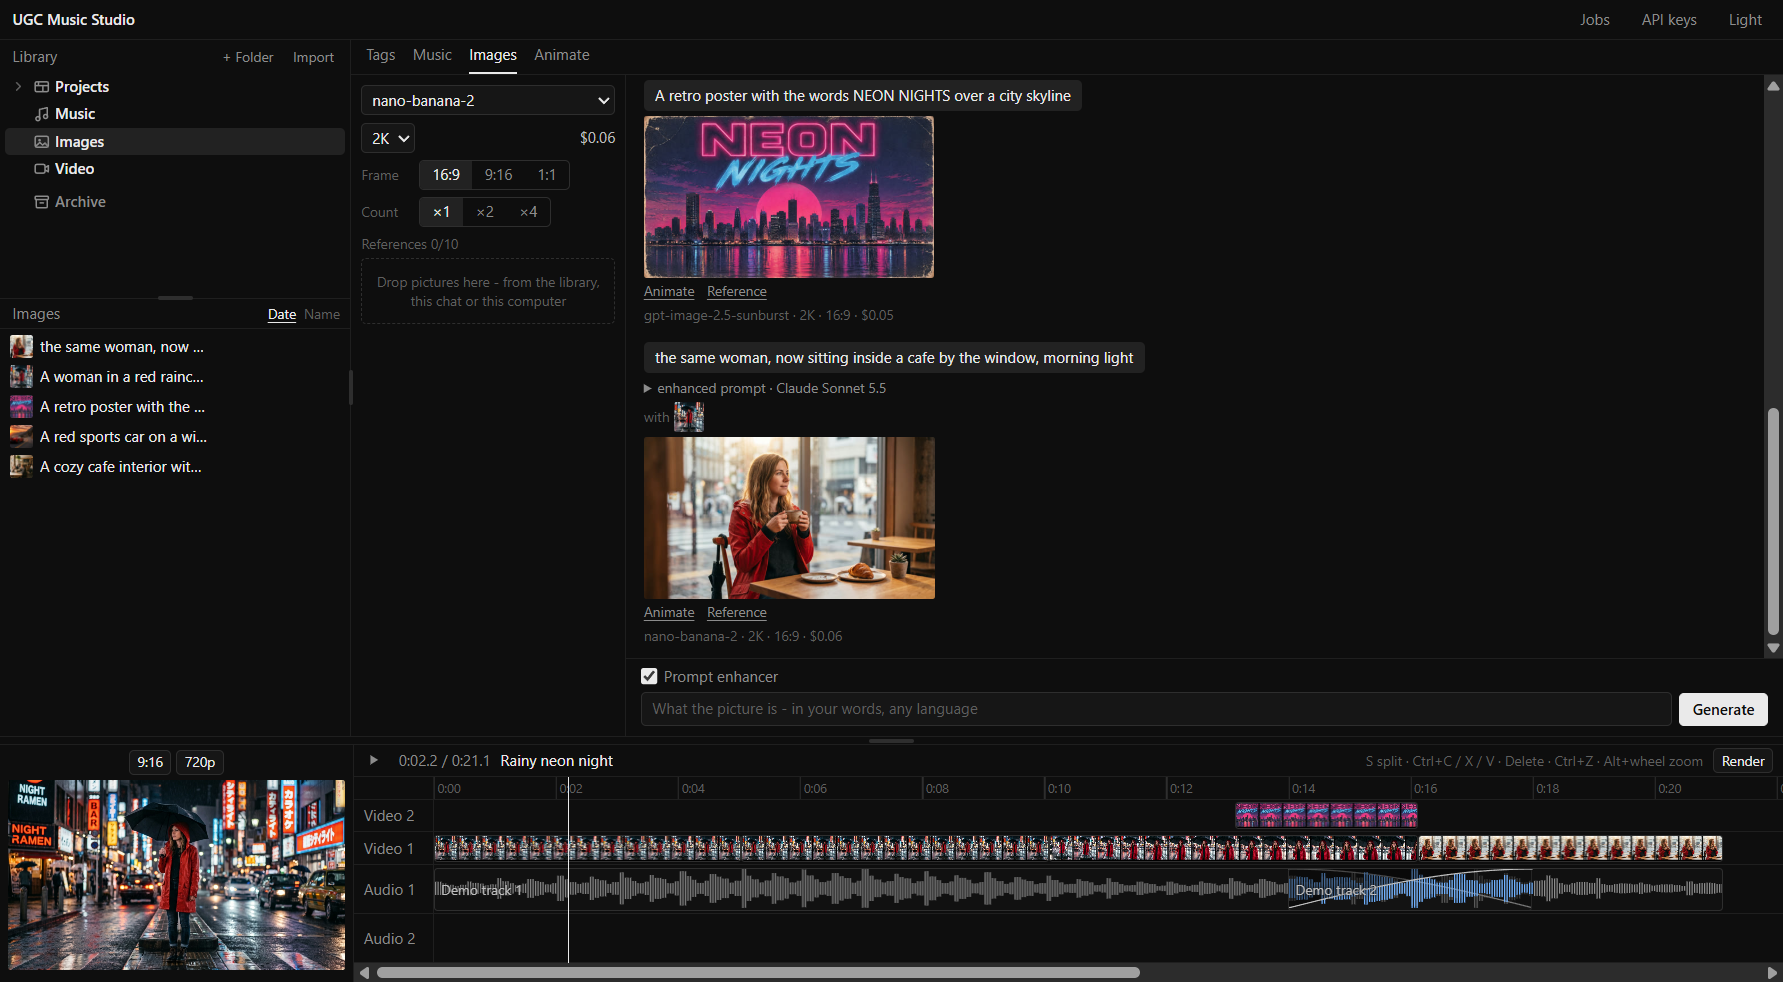 UGC Music Studio
Jobs
API keys
Light
Library
+ Folder
Import
Projects
Music
Images
Video
Archive
Images
Date
Name
the same woman, now ...
A woman in a red rainc...
A retro poster with the ...
A red sports car on a wi...
A cozy cafe interior wit...
Tags
Music
Images
Animate
nano-banana-2
2K
$0.06
Frame
16:9
9:16
1:1
Count
×1
×2
×4
References 0/10
Drop pictures here - from the library,
this chat or this computer
A retro poster with the words NEON NIGHTS over a city skyline
NEON
NIGHTS
Animate
Reference
gpt-image-2.5-sunburst · 2K · 16:9 · $0.05
the same woman, now sitting inside a cafe by the window, morning light
enhanced prompt · Claude Sonnet 5.5
with
Animate
Reference
nano-banana-2 · 2K · 16:9 · $0.06
Prompt enhancer
What the picture is - in your words, any language
Generate
9:16
720p
NIGHT
RAMEN
BAR
NIGHT
RAMEN
カラオケ
0:02.2 / 0:21.1
Rainy neon night
S split · Ctrl+C / X / V · Delete · Ctrl+Z · Alt+wheel zoom
Render
0:00
0:02
0:04
0:06
0:08
0:10
0:12
0:14
0:16
0:18
0:20
Video 2
Video 1
Audio 1
Demo track 1
Demo track 2
Audio 2